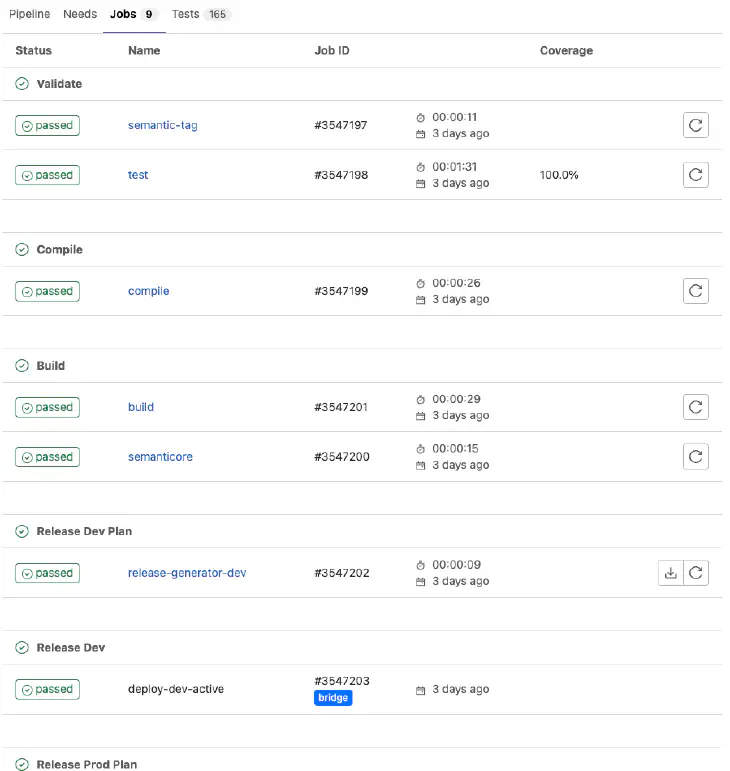 Pipeline Needs Jobs 9 Tests 165
Status Name Job ID Coverage
Validate
passed semantic-tag #3547197 00:00:11
3 days ago
passed test #3547198 00:01:31 100.0%
3 days ago
Compile
passed compile #3547199 00:00:26
3 days ago
Build
passed build #3547201 00:00:29
3 days ago
passed semanticore #3547200 00:00:15
3 days ago
Release Dev Plan
passed release-generator-dev #3547202 00:00:09
3 days ago
Release Dev
passed deploy-dev-active #3547203 3 days ago
bridge
Release Prod Plan